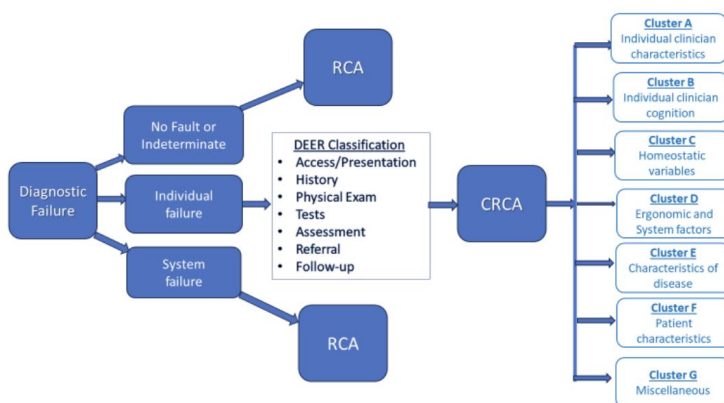 Diagnostic
Failure
No Fault or
Indeterminate
Individual
failure
System
failure
RCA
RCA
DEER Classification
• Access/Presentation
• History
• Physical Exam
• Tests
• Assessment
• Referral
• Follow-up
CRCA
Cluster A
Individual clinician
characteristics
Cluster B
Individual clinician
cognition
Cluster C
Homeostatic
variables
Cluster D
Ergonomic and
System factors
Cluster E
Characteristics of
disease
Cluster F
Patient
characteristics
Cluster G
Miscellaneous